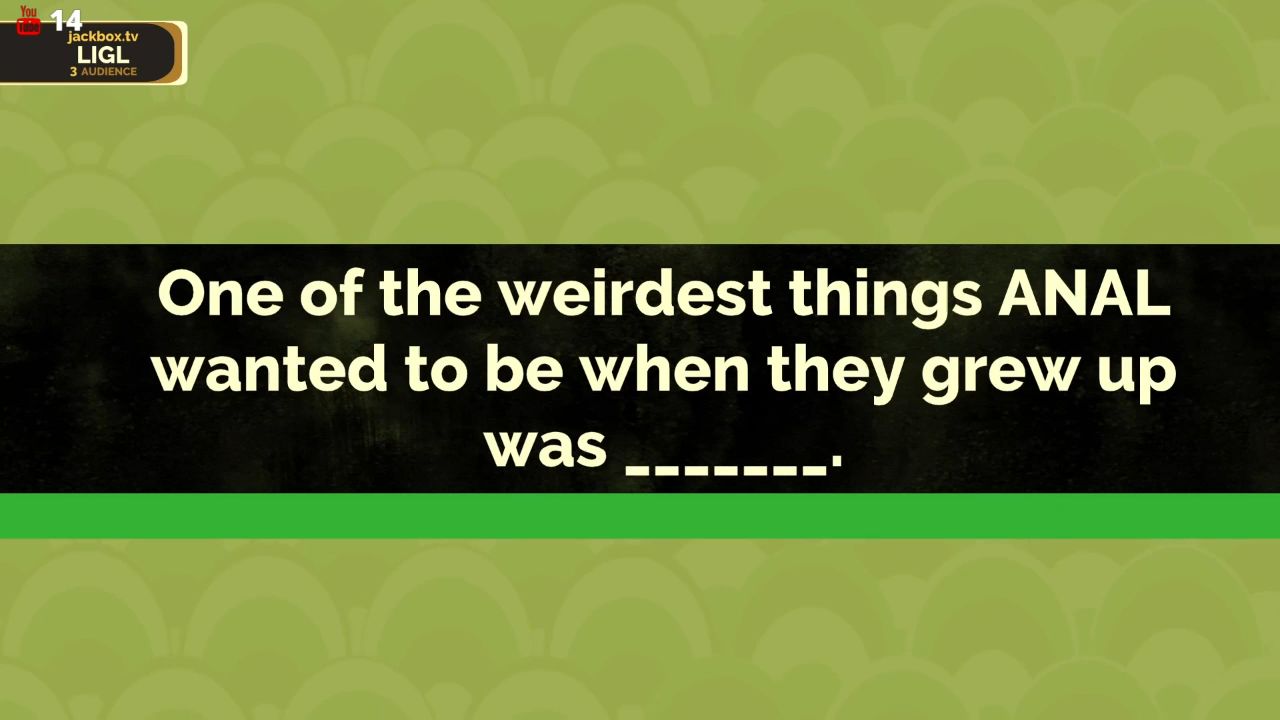 You
Tube
14
jackbox.tv
LIGL
3 AUDIENCE
One of the weirdest things ANAL
wanted to be when they grew up
was _______.